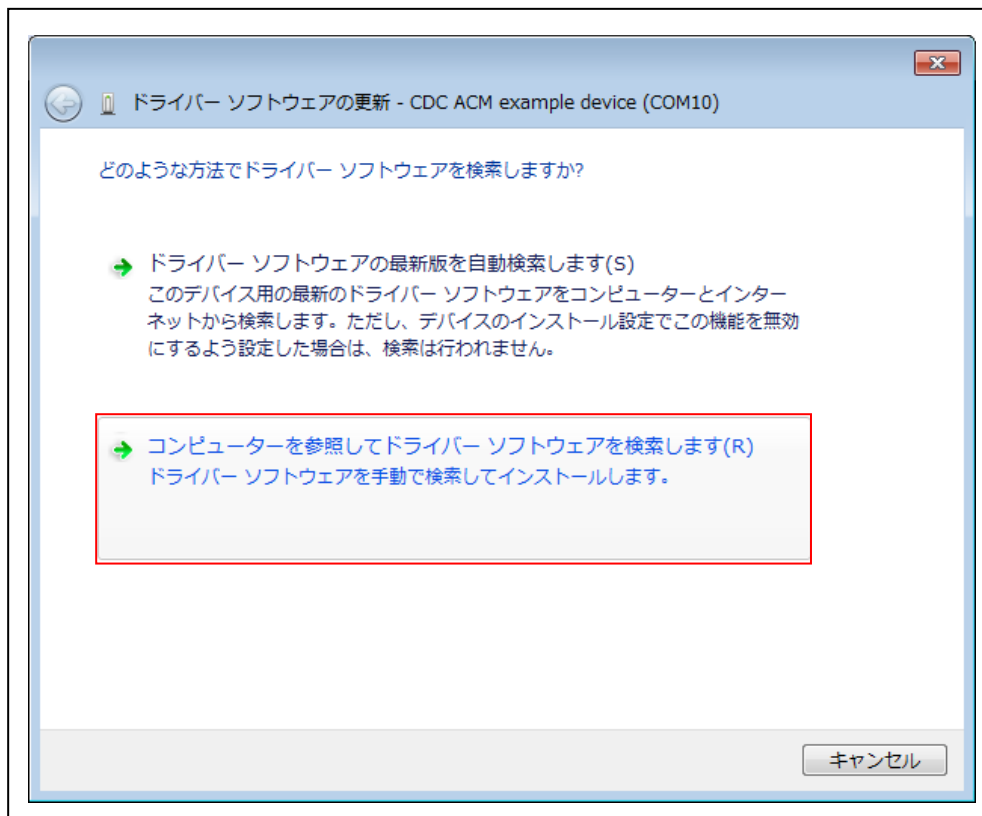 ドライバー ソフトウェアの更新 - CDC ACM example device (COM10)
どのような方法でドライバー ソフトウェアを検索しますか?
ドライバー ソフトウェアの最新版を自動検索します(S)
このデバイス用の最新のドライバー ソフトウェアをコンピューターとインター
ネットから検索します。ただし、デバイスのインストール設定でこの機能を無効
にするよう設定した場合は、検索は行われません。
コンピューターを参照してドライバー ソフトウェアを検索します(R)
ドライバー ソフトウェアを手動で検索してインストールします。
キャンセル